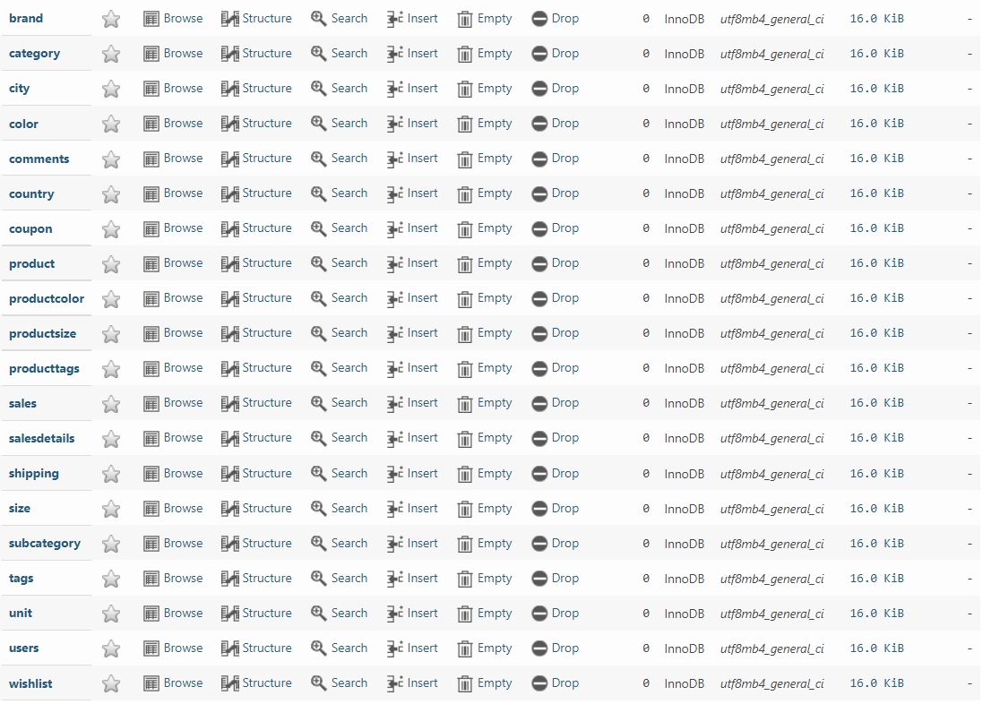 brand Browse Structure Search Insert Empty Drop 0 InnoDB utf8mb4_general_ci 16.0 KiB -
category Browse Structure Search Insert Empty Drop 0 InnoDB utf8mb4_general_ci 16.0 KiB -
city Browse Structure Search Insert Empty Drop 0 InnoDB utf8mb4_general_ci 16.0 KiB -
color Browse Structure Search Insert Empty Drop 0 InnoDB utf8mb4_general_ci 16.0 KiB -
comments Browse Structure Search Insert Empty Drop 0 InnoDB utf8mb4_general_ci 16.0 KiB -
country Browse Structure Search Insert Empty Drop 0 InnoDB utf8mb4_general_ci 16.0 KiB -
coupon Browse Structure Search Insert Empty Drop 0 InnoDB utf8mb4_general_ci 16.0 KiB -
product Browse Structure Search Insert Empty Drop 0 InnoDB utf8mb4_general_ci 16.0 KiB -
productcolor Browse Structure Search Insert Empty Drop 0 InnoDB utf8mb4_general_ci 16.0 KiB -
productsize Browse Structure Search Insert Empty Drop 0 InnoDB utf8mb4_general_ci 16.0 KiB -
producttags Browse Structure Search Insert Empty Drop 0 InnoDB utf8mb4_general_ci 16.0 KiB -
sales Browse Structure Search Insert Empty Drop 0 InnoDB utf8mb4_general_ci 16.0 KiB -
salesdetails Browse Structure Search Insert Empty Drop 0 InnoDB utf8mb4_general_ci 16.0 KiB -
shipping Browse Structure Search Insert Empty Drop 0 InnoDB utf8mb4_general_ci 16.0 KiB -
size Browse Structure Search Insert Empty Drop 0 InnoDB utf8mb4_general_ci 16.0 KiB -
subcategory Browse Structure Search Insert Empty Drop 0 InnoDB utf8mb4_general_ci 16.0 KiB -
tags Browse Structure Search Insert Empty Drop 0 InnoDB utf8mb4_general_ci 16.0 KiB -
unit Browse Structure Search Insert Empty Drop 0 InnoDB utf8mb4_general_ci 16.0 KiB -
users Browse Structure Search Insert Empty Drop 0 InnoDB utf8mb4_general_ci 16.0 KiB -
wishlist Browse Structure Search Insert Empty Drop 0 InnoDB utf8mb4_general_ci 16.0 KiB -